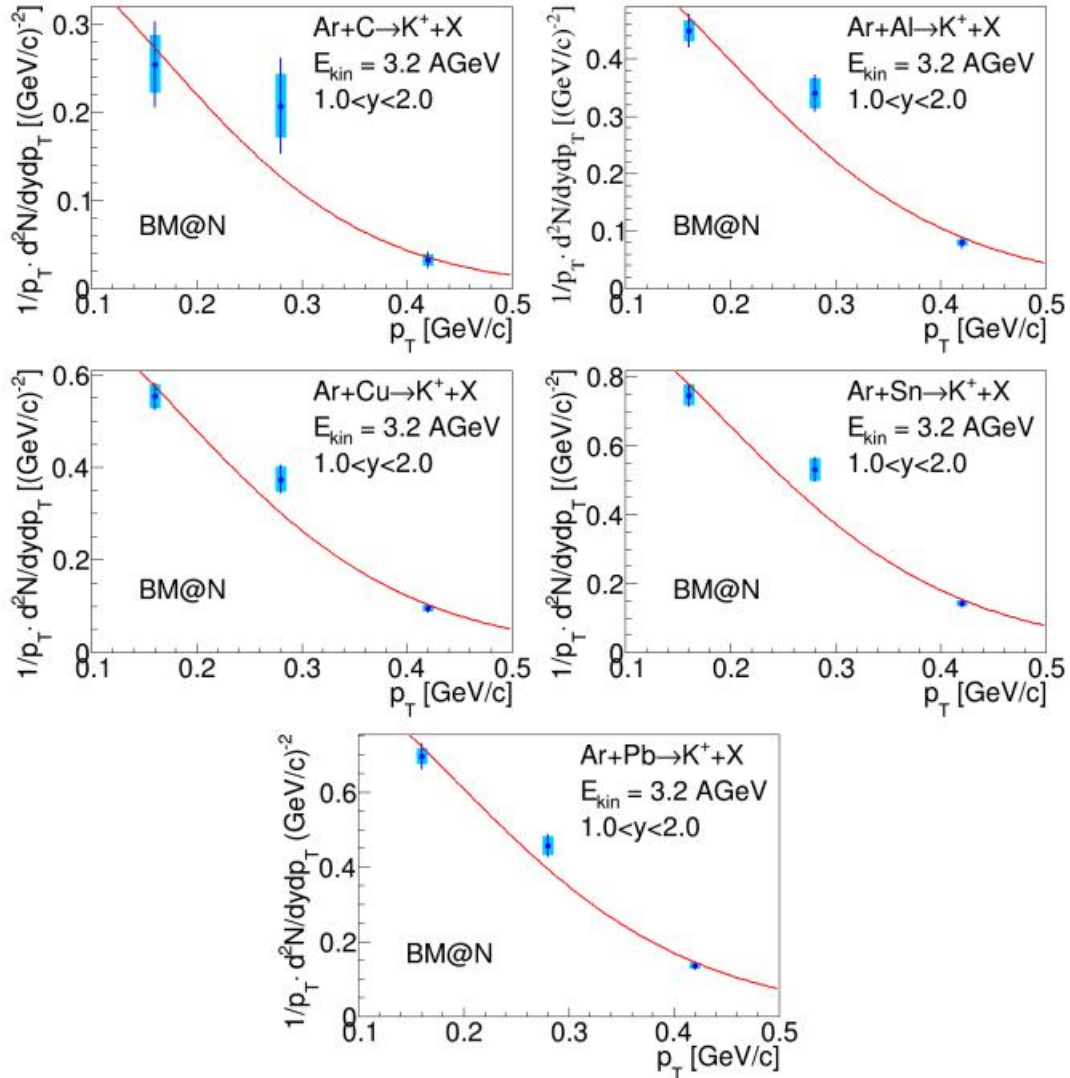 1/p_T · d²N/dydp_T [(GeV/c)⁻²]
0.3
0.2
0.1
0
Ar+C→K⁺+X
E_kin = 3.2 AGeV
1.0<y<2.0
BM@N
0.1 0.2 0.3 0.4 0.5
p_T [GeV/c]
1/p_T · d²N/dydp_T [(GeV/c)⁻²]
0.4
0.2
0
Ar+Al→K⁺+X
E_kin = 3.2 AGeV
1.0<y<2.0
BM@N
0.1 0.2 0.3 0.4 0.5
p_T [GeV/c]
1/p_T · d²N/dydp_T [(GeV/c)⁻²]
0.6
0.4
0.2
0
Ar+Cu→K⁺+X
E_kin = 3.2 AGeV
1.0<y<2.0
BM@N
0.1 0.2 0.3 0.4 0.5
p_T [GeV/c]
1/p_T · d²N/dydp_T [(GeV/c)⁻²]
0.8
0.6
0.4
0.2
0
Ar+Sn→K⁺+X
E_kin = 3.2 AGeV
1.0<y<2.0
BM@N
0.1 0.2 0.3 0.4 0.5
p_T [GeV/c]
1/p_T · d²N/dydp_T (GeV/c)⁻²]
0.6
0.4
0.2
0
Ar+Pb→K⁺+X
E_kin = 3.2 AGeV
1.0<y<2.0
BM@N
0.1 0.2 0.3 0.4 0.5
p_T [GeV/c]